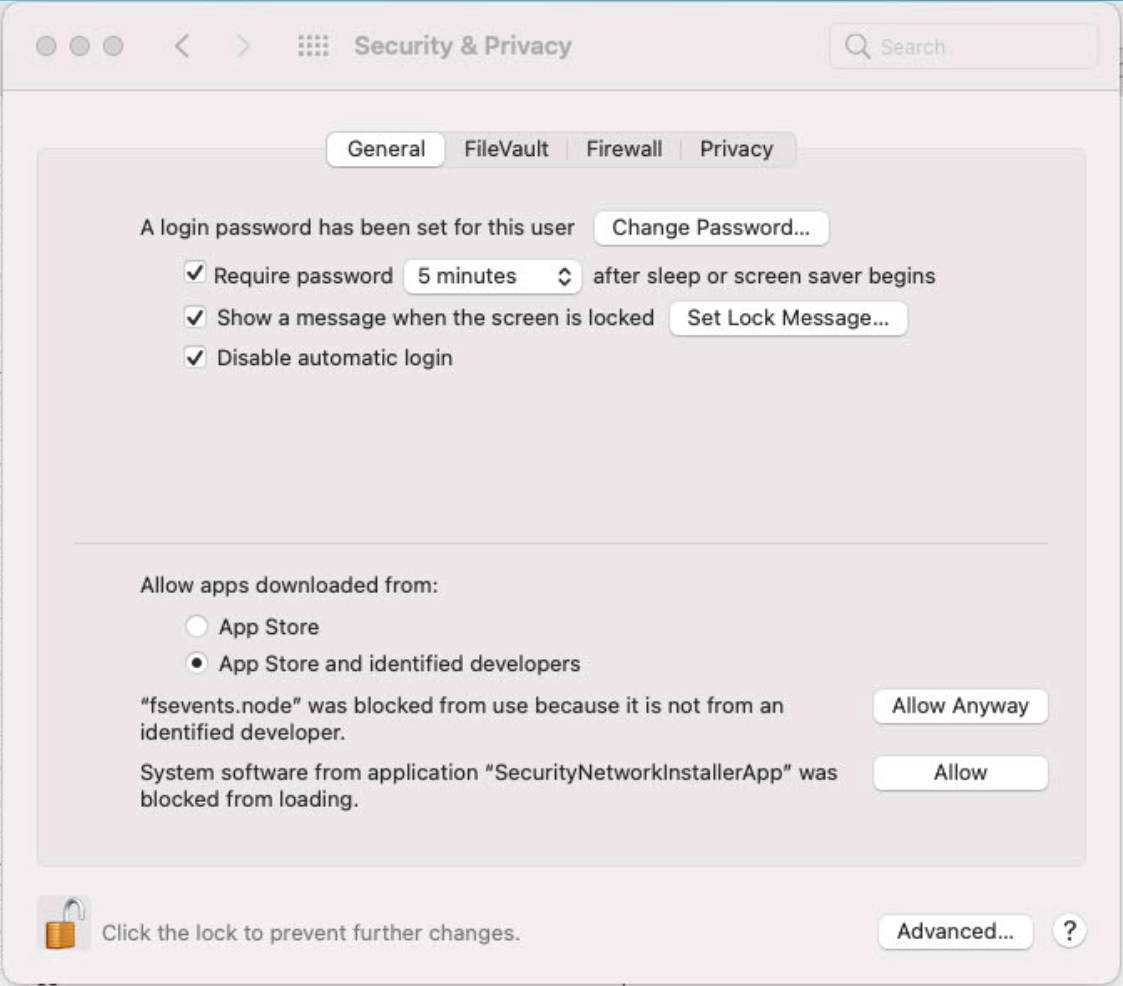 Security & Privacy
Search
General FileVault Firewall Privacy
A login password has been set for this user Change Password...
Require password 5 minutes after sleep or screen saver begins
Show a message when the screen is locked Set Lock Message...
Disable automatic login
Allow apps downloaded from:
App Store
App Store and identified developers
“fsevents.node” was blocked from use because it is not from an Allow Anyway
identified developer.
System software from application “SecurityNetworkInstallerApp” was Allow
blocked from loading.
Click the lock to prevent further changes. Advanced... ?